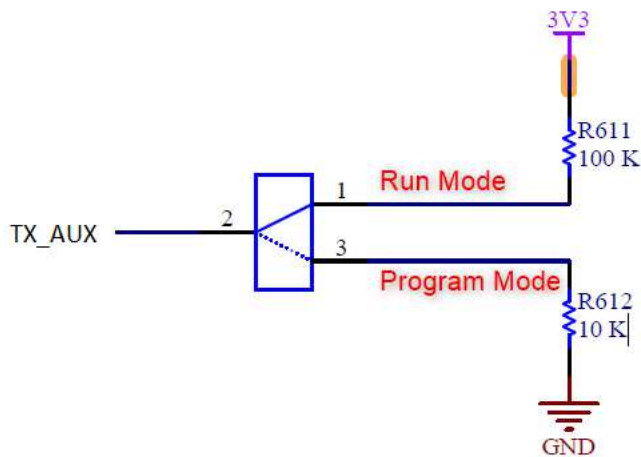 3V3
R611
100 K
1
Run Mode
TX_AUX
2
3
Program Mode
R612
10 K
GND